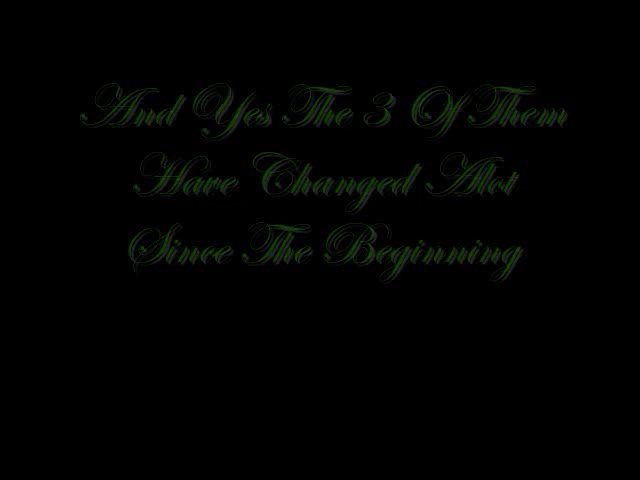 And Yes The 3 Of Them
Have Changed Alot
Since The Beginning